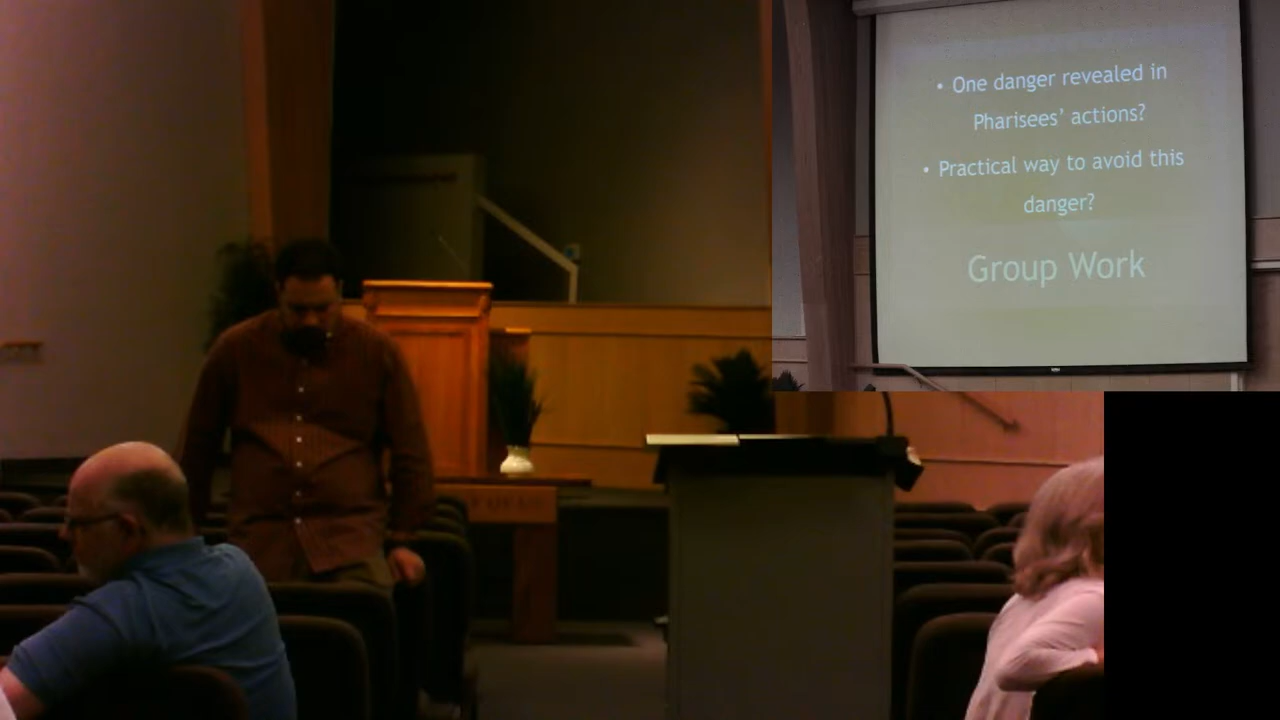 • One danger revealed in
Pharisees’ actions?
• Practical way to avoid this
danger?
Group Work